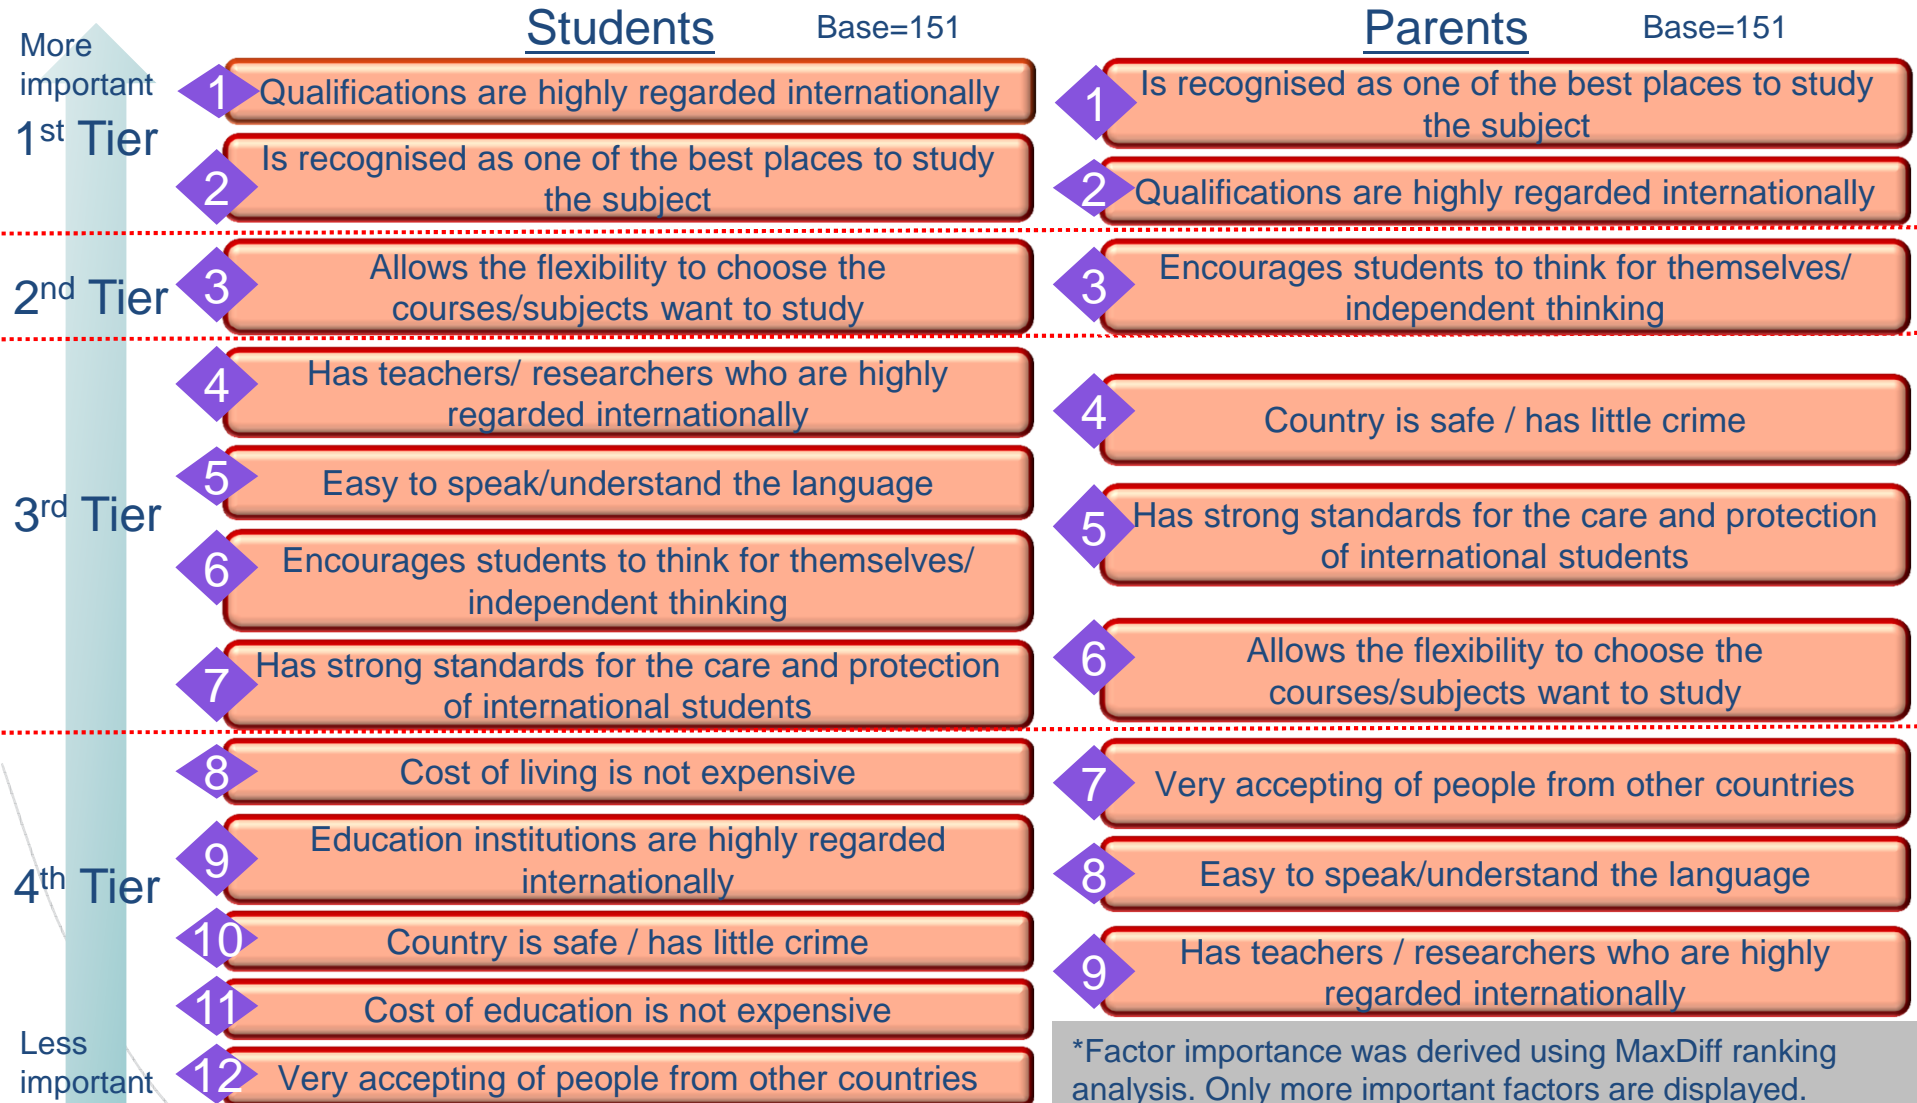 Students
Base=151
Parents
Base=151
More
important
1st Tier
1
Qualifications are highly regarded internationally
2
Is recognised as one of the best places to study
the subject
1
Is recognised as one of the best places to study
the subject
2
Qualifications are highly regarded internationally
2nd Tier
3
Allows the flexibility to choose the
courses/subjects want to study
3
Encourages students to think for themselves/
independent thinking
3rd Tier
4
Has teachers/ researchers who are highly
regarded internationally
5
Easy to speak/understand the language
6
Encourages students to think for themselves/
independent thinking
7
Has strong standards for the care and protection
of international students
4
Country is safe / has little crime
5
Has strong standards for the care and protection
of international students
6
Allows the flexibility to choose the
courses/subjects want to study
4th Tier
8
Cost of living is not expensive
9
Education institutions are highly regarded
internationally
10
Country is safe / has little crime
11
Cost of education is not expensive
12
Very accepting of people from other countries
7
Very accepting of people from other countries
8
Easy to speak/understand the language
9
Has teachers / researchers who are highly
regarded internationally
Less
important
*Factor importance was derived using MaxDiff ranking
analysis. Only more important factors are displayed.